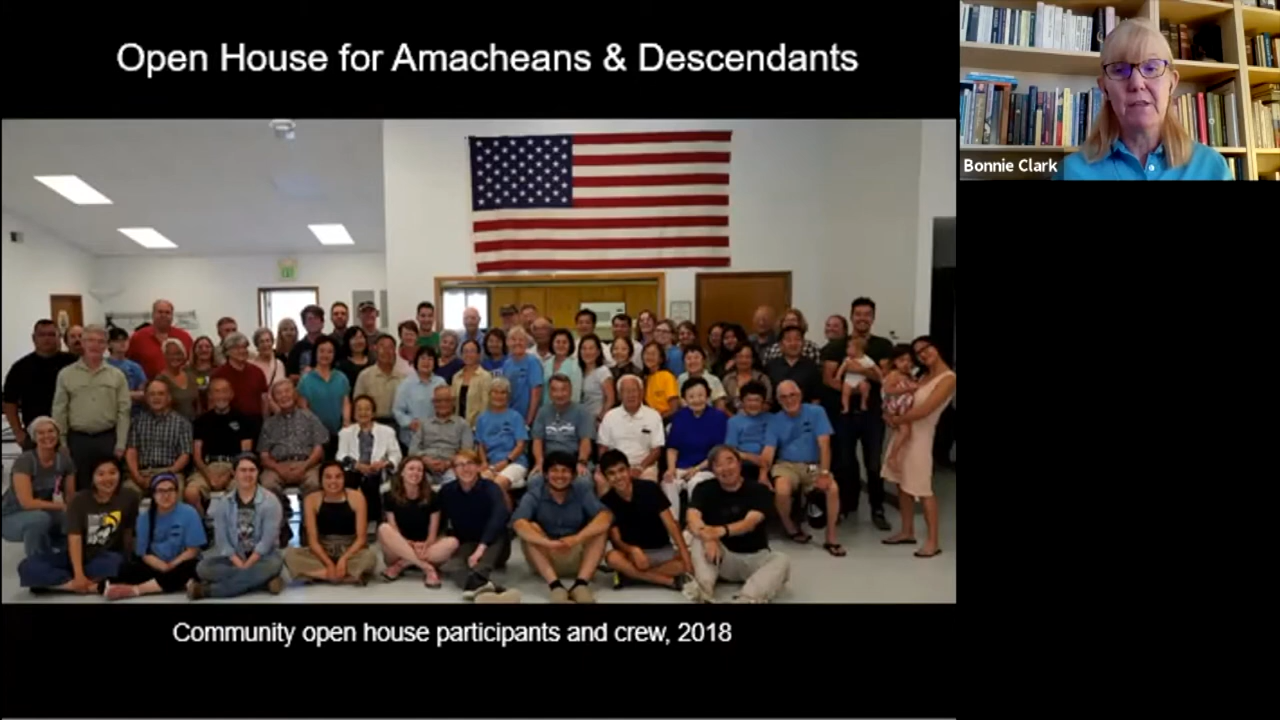 Open House for Amacheans & Descendants
Bonnie Clark
Community open house participants and crew, 2018